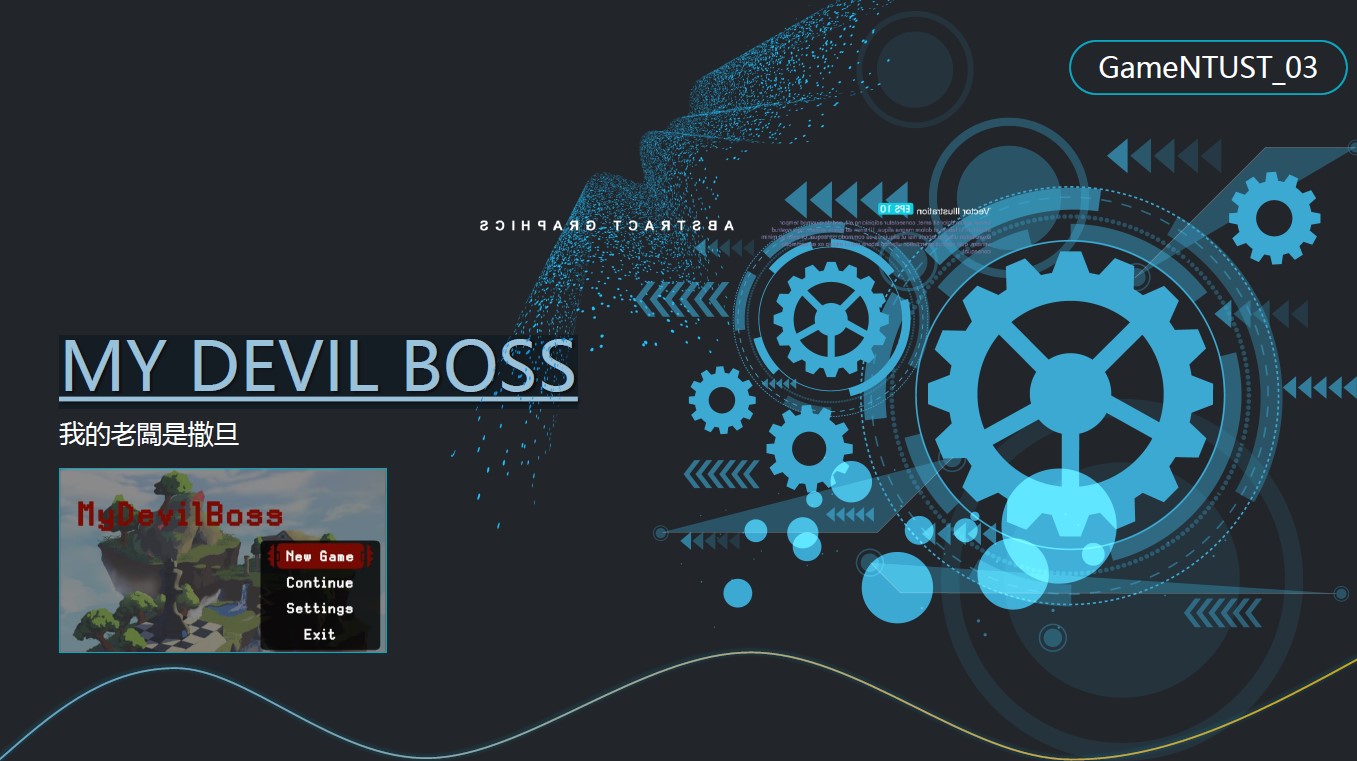 GameNTUST_03
ABSTRACT GRAPHICS
EPS 10
Vector Illustration
MY DEVIL BOSS
我的老闆是撒旦
MyDevilBoss
New Game
Continue
Settings
Exit